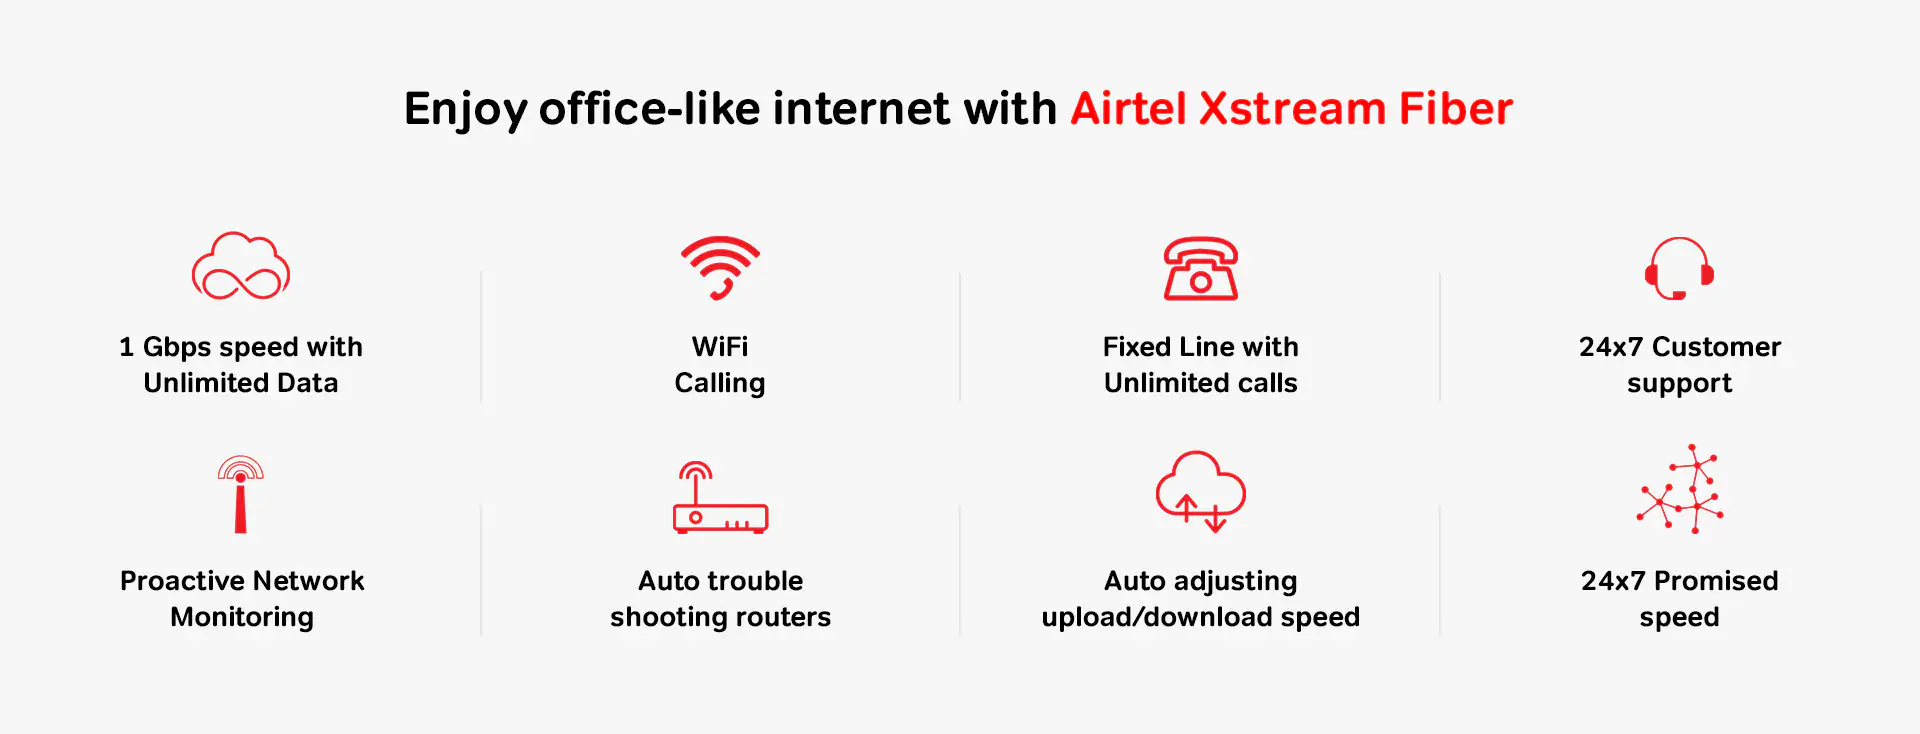 Enjoy office-like internet with Airtel Xstream Fiber
1 Gbps speed with
Unlimited Data
WiFi
Calling
Fixed Line with
Unlimited calls
24x7 Customer
support
Proactive Network
Monitoring
Auto trouble
shooting routers
Auto adjusting
upload/download speed
24x7 Promised
speed